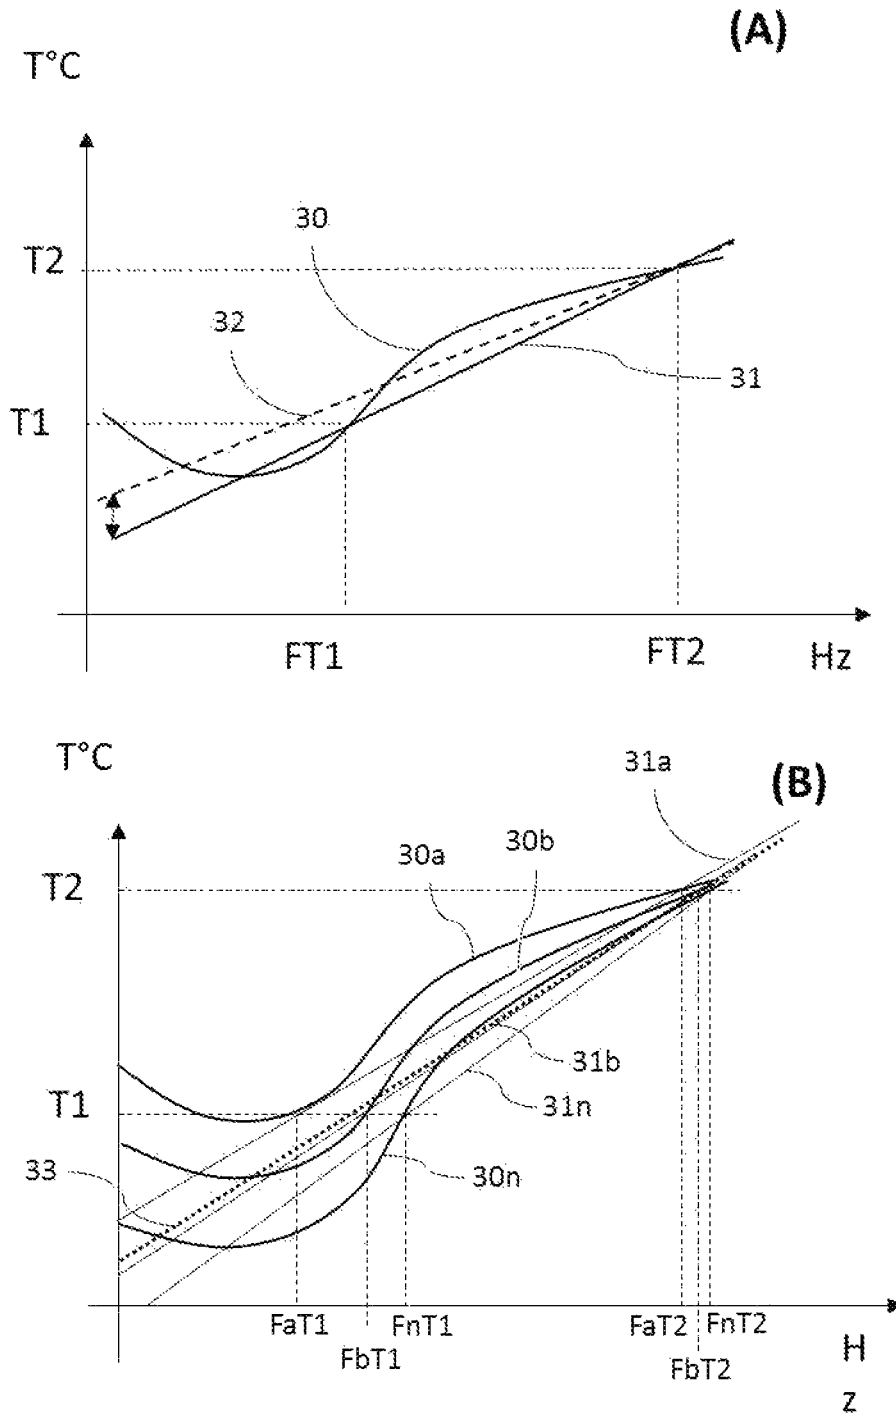 (A)
T°C
30
T2
32
31
T1
FT1
FT2
Hz
T°C
31a
(B)
30a
30b
T2
31b
T1
31n
33
30n
FaT1
FnT1
FaT2
FnT2
FbT1
FbT2
H
z